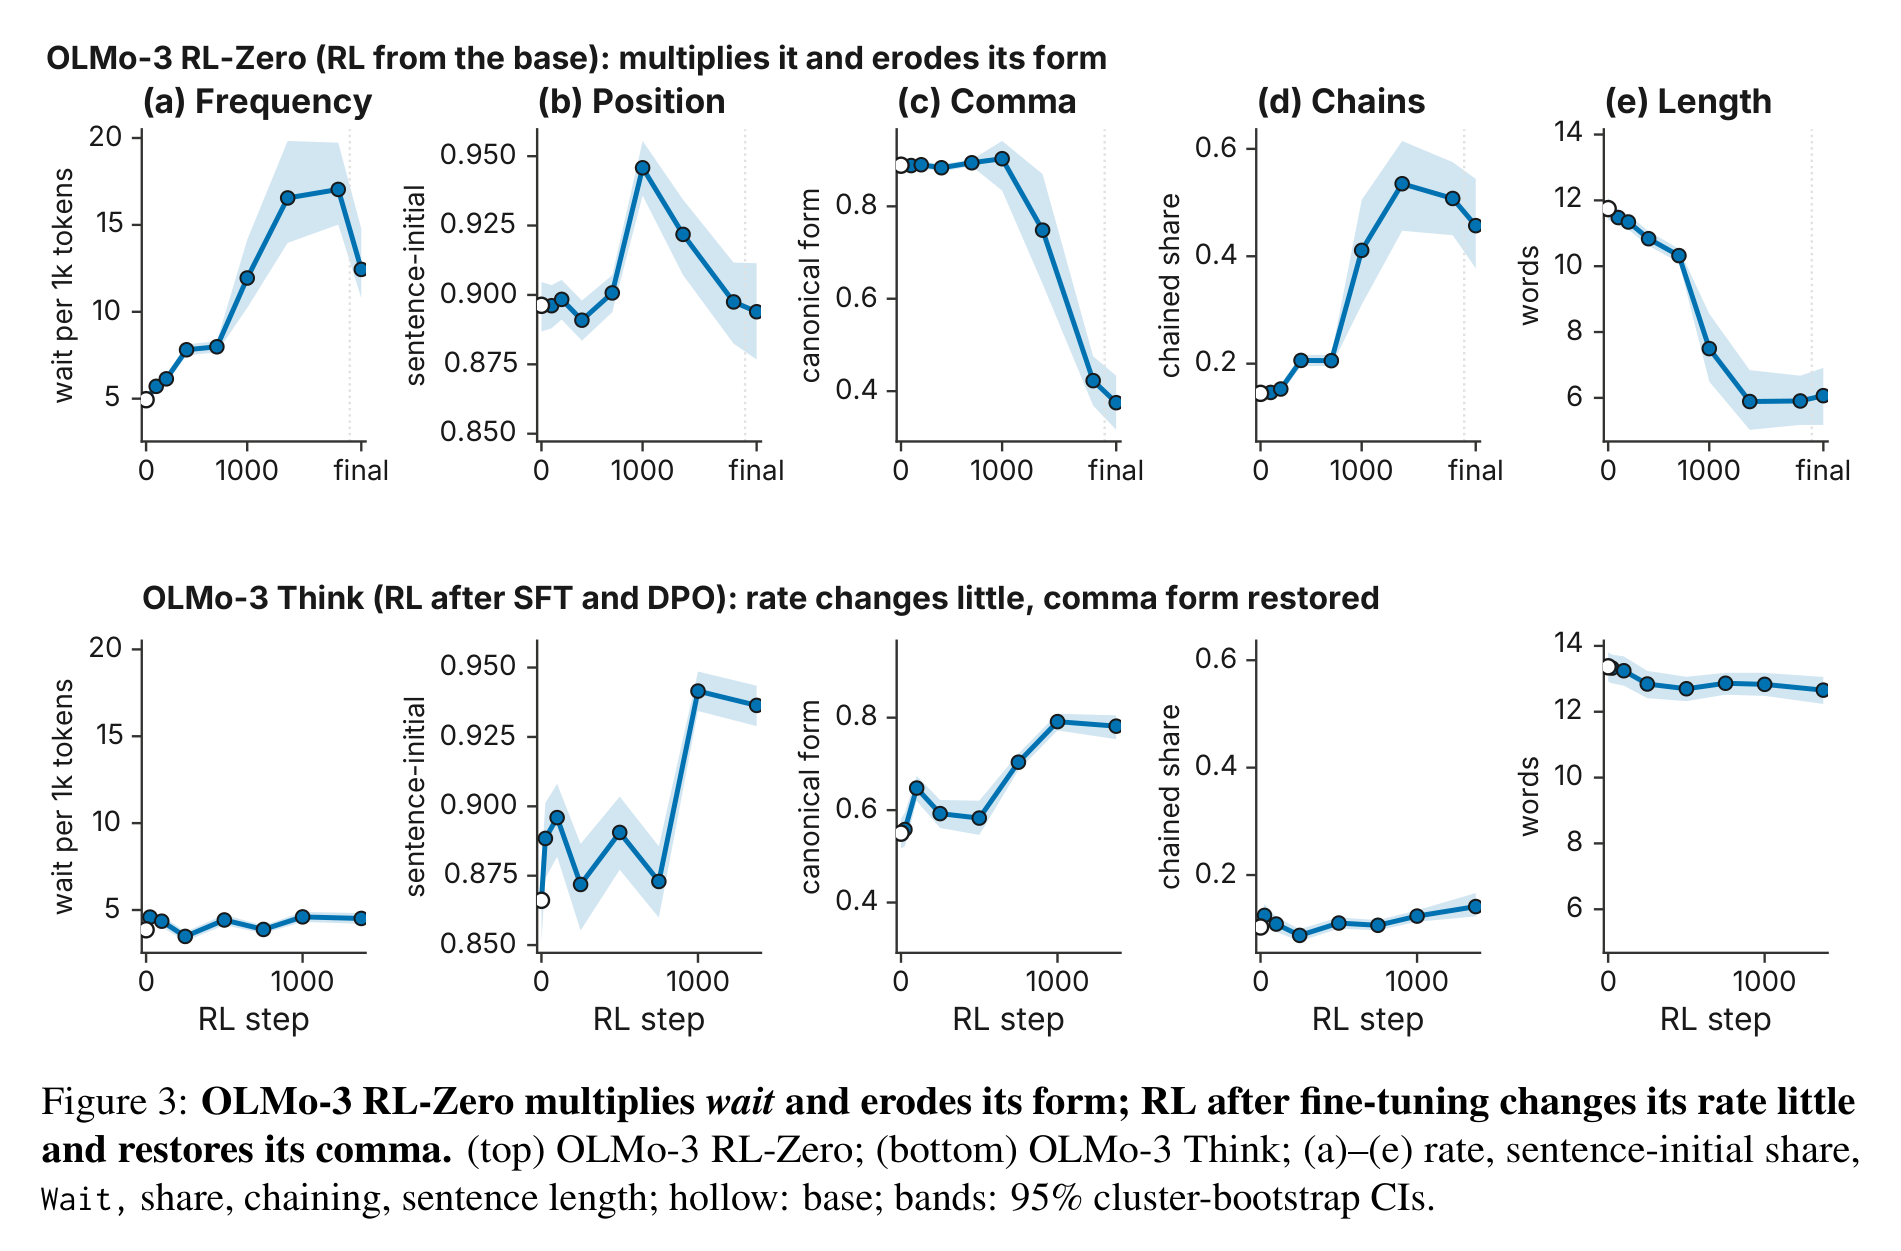 OLMo-3 RL-Zero (RL from the base): multiplies it and erodes its form
(a) Frequency
(b) Position
(c) Comma
(d) Chains
(e) Length
wait per 1k tokens
20
15
10
5
0
1000
final
sentence-initial
0.950
0.925
0.900
0.875
0.850
0
1000
final
canonical form
0.8
0.6
0.4
0
1000
final
chained share
0.6
0.4
0.2
0
1000
final
words
14
12
10
8
6
0
1000
final
OLMo-3 Think (RL after SFT and DPO): rate changes little, comma form restored
wait per 1k tokens
20
15
10
5
0
1000
RL step
sentence-initial
0.950
0.925
0.900
0.875
0.850
0
1000
RL step
canonical form
0.8
0.6
0.4
0
1000
RL step
chained share
0.6
0.4
0.2
0
1000
RL step
words
14
12
10
8
6
0
1000
RL step
Figure 3: OLMo-3 RL-Zero multiplies wait and erodes its form; RL after fine-tuning changes its rate little
and restores its comma. (top) OLMo-3 RL-Zero; (bottom) OLMo-3 Think; (a)–(e) rate, sentence-initial share,
Wait, share, chaining, sentence length; hollow: base; bands: 95% cluster-bootstrap CIs.